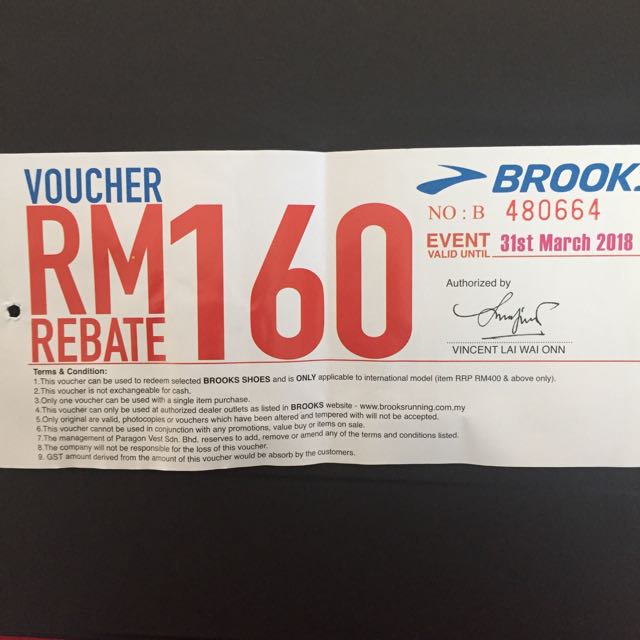 VOUCHER
RM160
REBATE
BROOKS
NO : B 480664
EVENT 31st March 2018
VALID UNTIL
Authorized by
VINCENT LAI WAI ONN
Terms & Condition:
1.This voucher can be used to redeem selected BROOKS SHOES and is ONLY applicable to international model (item RRP RM400 & above only).
2.This voucher is not exchangeable for cash.
3.Only one voucher can be used with a single item purchase.
4.This voucher can only be used at authorized dealer outlets as listed in BROOKS website - www.brooksrunning.com.my
5.Only original are valid, photocopies or vouchers which have been altered and tempered with will not be accepted.
6.This voucher cannot be used in conjunction with any promotions, value buy or items on sale.
7.The management of Paragon Vest Sdn. Bhd. reserves to add, remove or amend any of the terms and conditions listed.
8.The company will not be responsible for the loss of this voucher.
9. GST amount derived from the amount of this voucher would be absorb by the customers.